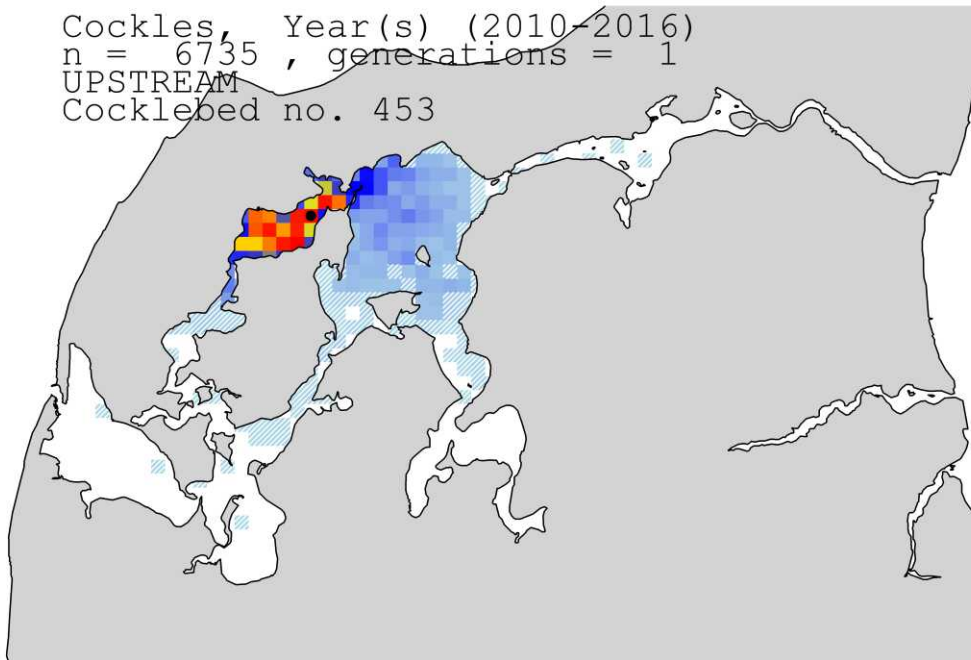 Cockles, Year(s) (2010-2016)
n = 6735 , generations = 1
UPSTREAM
Cocklebed no. 453